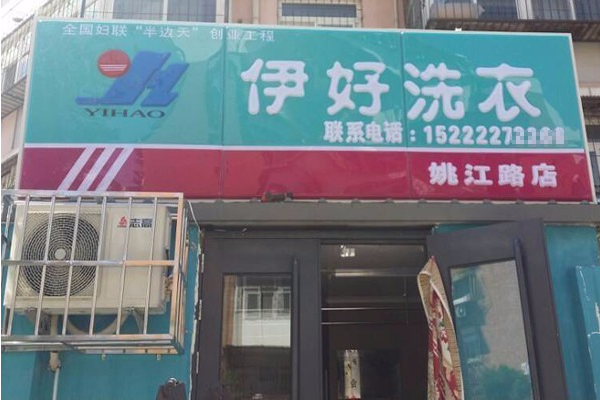 全国妇联“半边天”创业工程
YIHAO
伊好洗衣
联系电话：15222272
姚江路店
志高